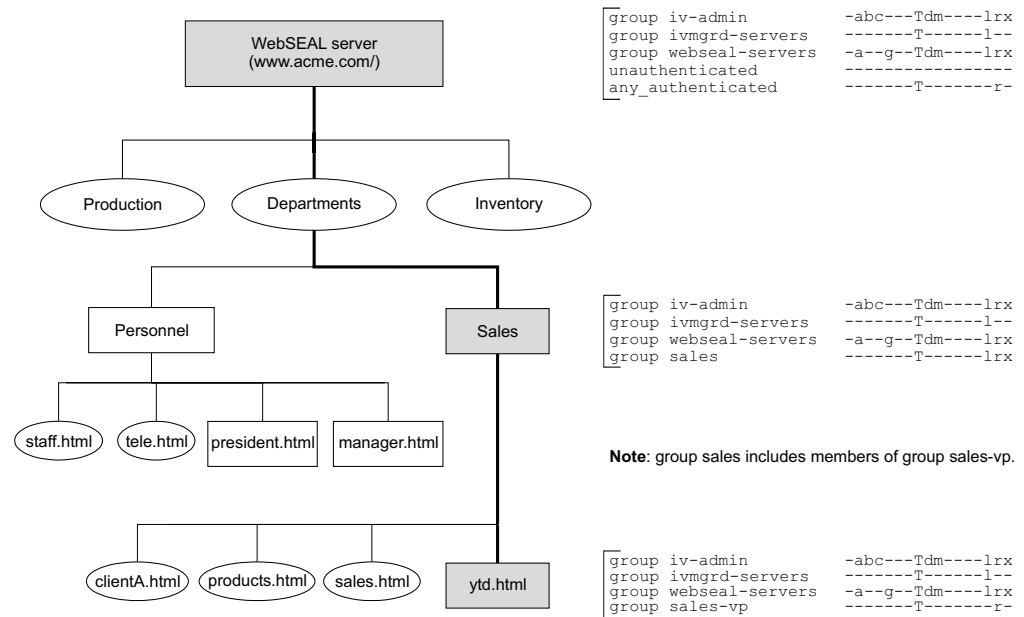 WebSEAL server
(www.acme.com/)
group iv-admin -abc---Tdm----lrx
group ivmgrd-servers -------T------l--
group webseal-servers -a--g--Tdm----lrx
unauthenticated -----------------
any_authenticated -------T-------r-
Production
Departments
Inventory
Personnel
Sales
group iv-admin -abc---Tdm----lrx
group ivmgrd-servers -------T------l--
group webseal-servers -a--g--Tdm----lrx
group sales -------T------lrx
staff.html
tele.html
president.html
manager.html
Note: group sales includes members of group sales-vp.
clientA.html
products.html
sales.html
ytd.html
group iv-admin -abc---Tdm----lrx
group ivmgrd-servers -------T------l--
group webseal-servers -a--g--Tdm----lrx
group sales-vp -------T-------r-